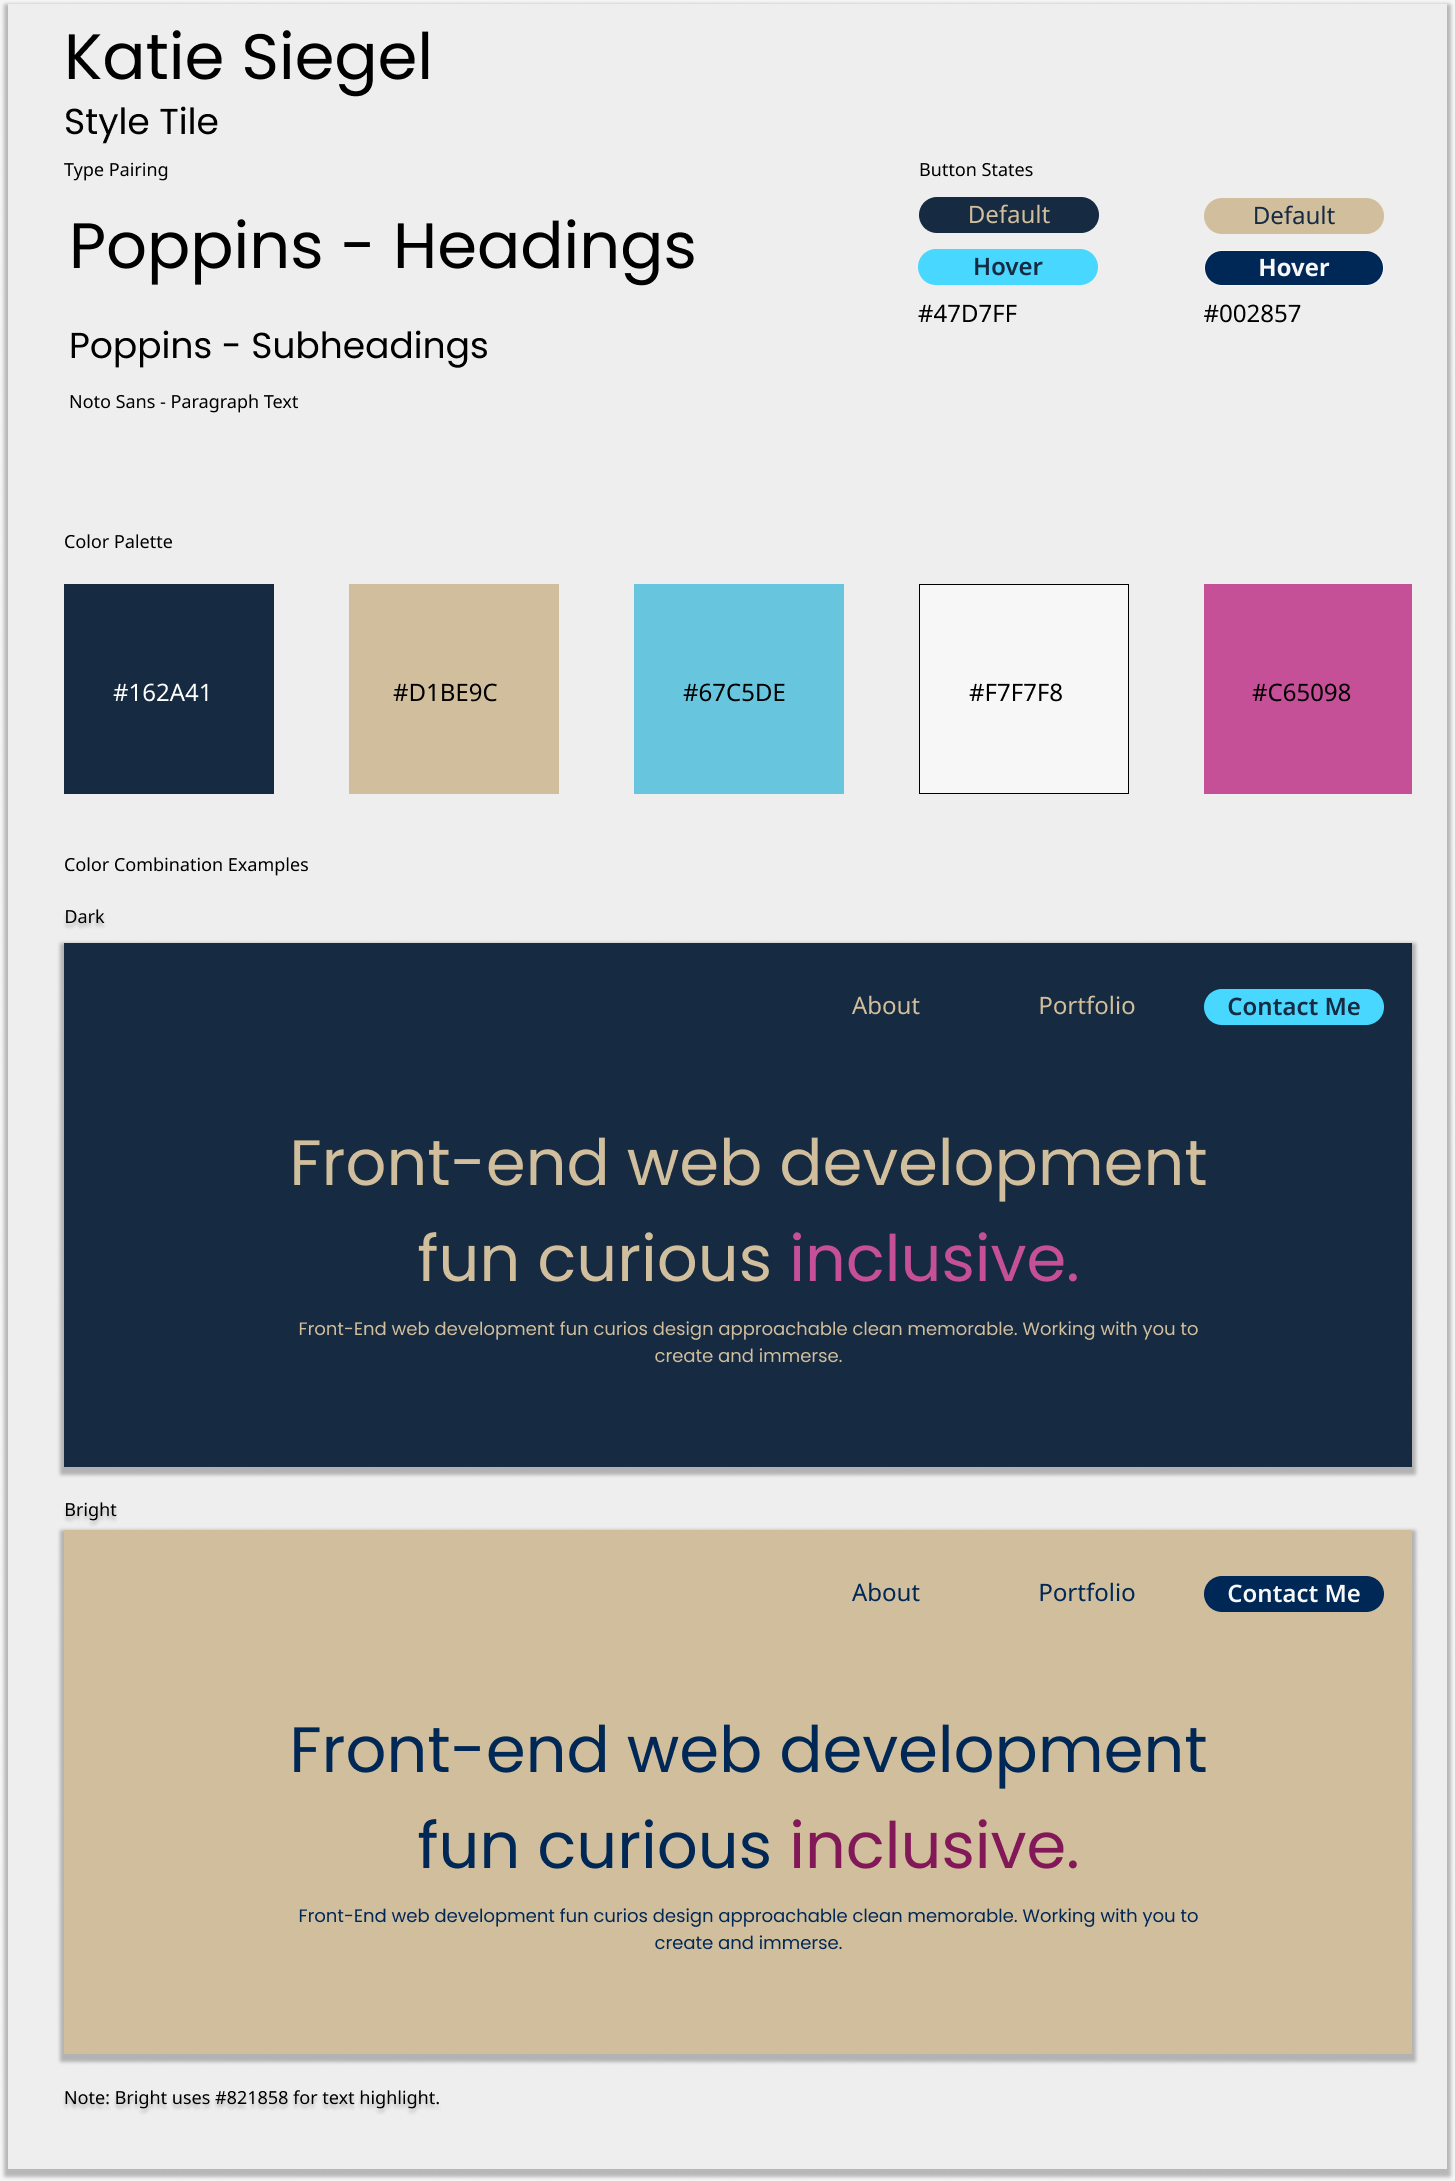 Katie Siegel
Style Tile
Type Pairing
Poppins - Headings
Poppins - Subheadings
Noto Sans - Paragraph Text
Button States
Default
Default
Hover
Hover
#47D7FF
#002857
Color Palette
#162A41
#D1BE9C
#67C5DE
#F7F7F8
#C65098
Color Combination Examples
Dark
About
Portfolio
Contact Me
Front-end web development
fun curious inclusive.
Front-End web development fun curios design approachable clean memorable. Working with you to
create and immerse.
Bright
About
Portfolio
Contact Me
Front-end web development
fun curious inclusive.
Front-End web development fun curios design approachable clean memorable. Working with you to
create and immerse.
Note: Bright uses #821858 for text highlight.